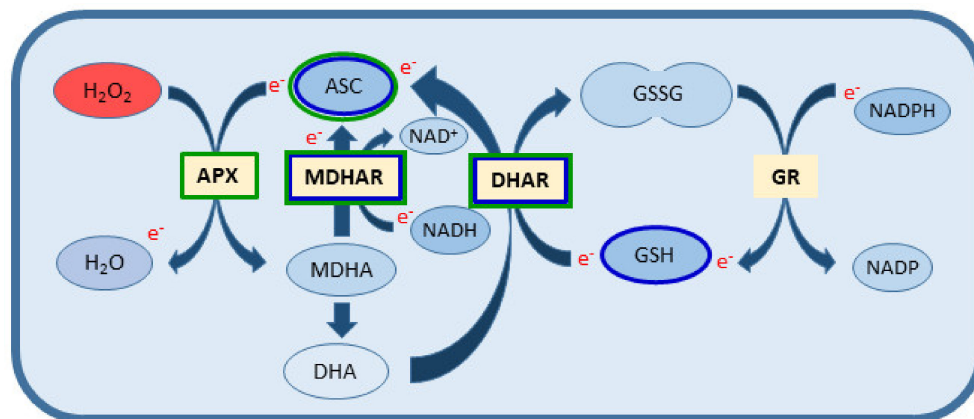 H₂O₂
e⁻
ASC
e⁻
GSSG
e⁻
NADPH
e⁻
NAD⁺
APX
MDHAR
DHAR
GR
e⁻
NADH
e⁻
H₂O
MDHA
e⁻
GSH
e⁻
NADP
DHA